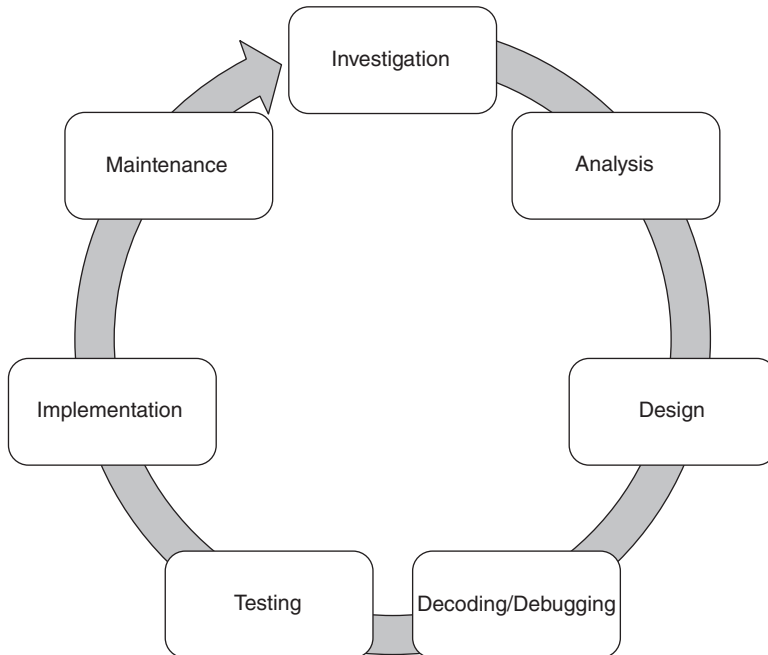 Investigation
Analysis
Design
Decoding/Debugging
Testing
Implementation
Maintenance